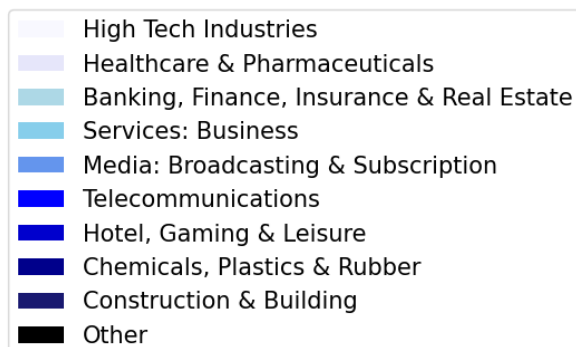 High Tech Industries
Healthcare & Pharmaceuticals
Banking, Finance, Insurance & Real Estate
Services: Business
Media: Broadcasting & Subscription
Telecommunications
Hotel, Gaming & Leisure
Chemicals, Plastics & Rubber
Construction & Building
Other